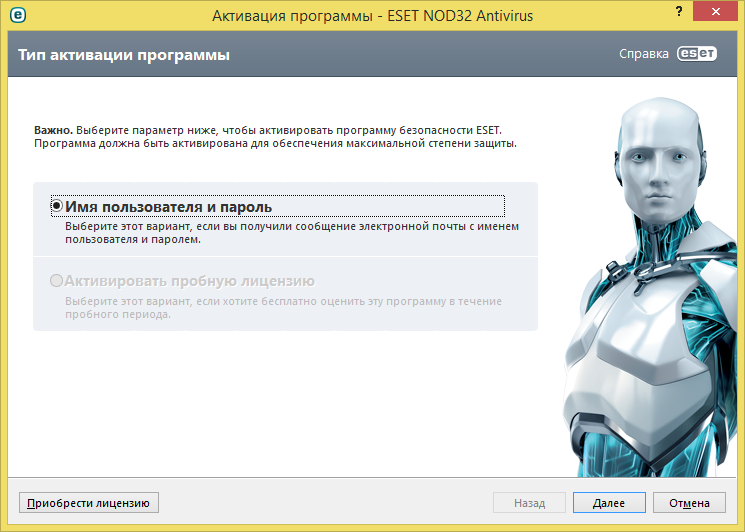 e
Активация программы - ESET NOD32 Antivirus
?
Тип активации программы
Справка
eseT
Важно. Выберите параметр ниже, чтобы активировать программу безопасности ESET.
Программа должна быть активирована для обеспечения максимальной степени защиты.
Имя пользователя и пароль
Выберите этот вариант, если вы получили сообщение электронной почты с именем
пользователя и паролем.
Активировать пробную лицензию
Выберите этот вариант, если хотите бесплатно оценить эту программу в течение
пробного периода.
Приобрести лицензию
Назад
Далее
Отмена